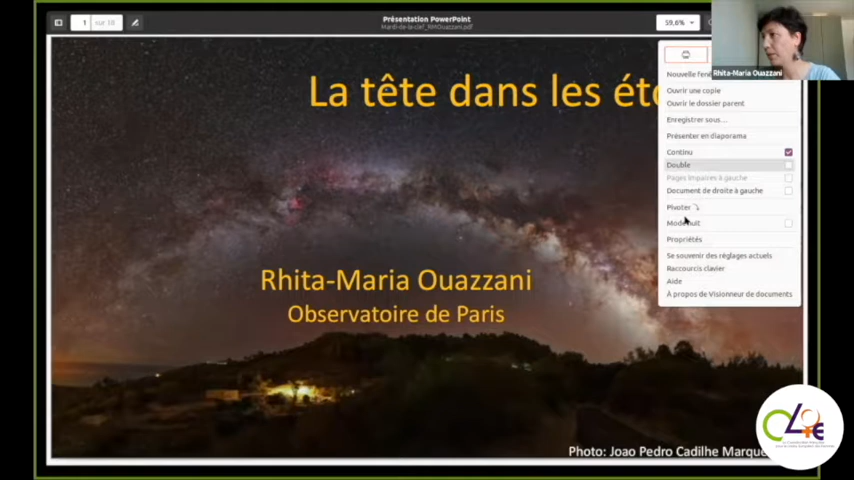 Présentation PowerPoint
Mardi-de-la-clef_RMOuazzani.pdf
1 sur 18
59,6%
La tête dans les éto
Rhita-Maria Ouazzani
Nouvelle
Ouvrir une copie
Ouvrir le dossier parent
Enregistrer sous...
Présenter en diaporama
Continu
Double
Pages impaires à gauche
Document de droite à gauche
Pivoter
Mode nuit
Propriétés
Se souvenir des réglages actuels
Raccourcis clavier
Aide
À propos de Visionneur de documents
Rhita-Maria Ouazzani
Observatoire de Paris
Photo: Joao Pedro Cadilhe Marque